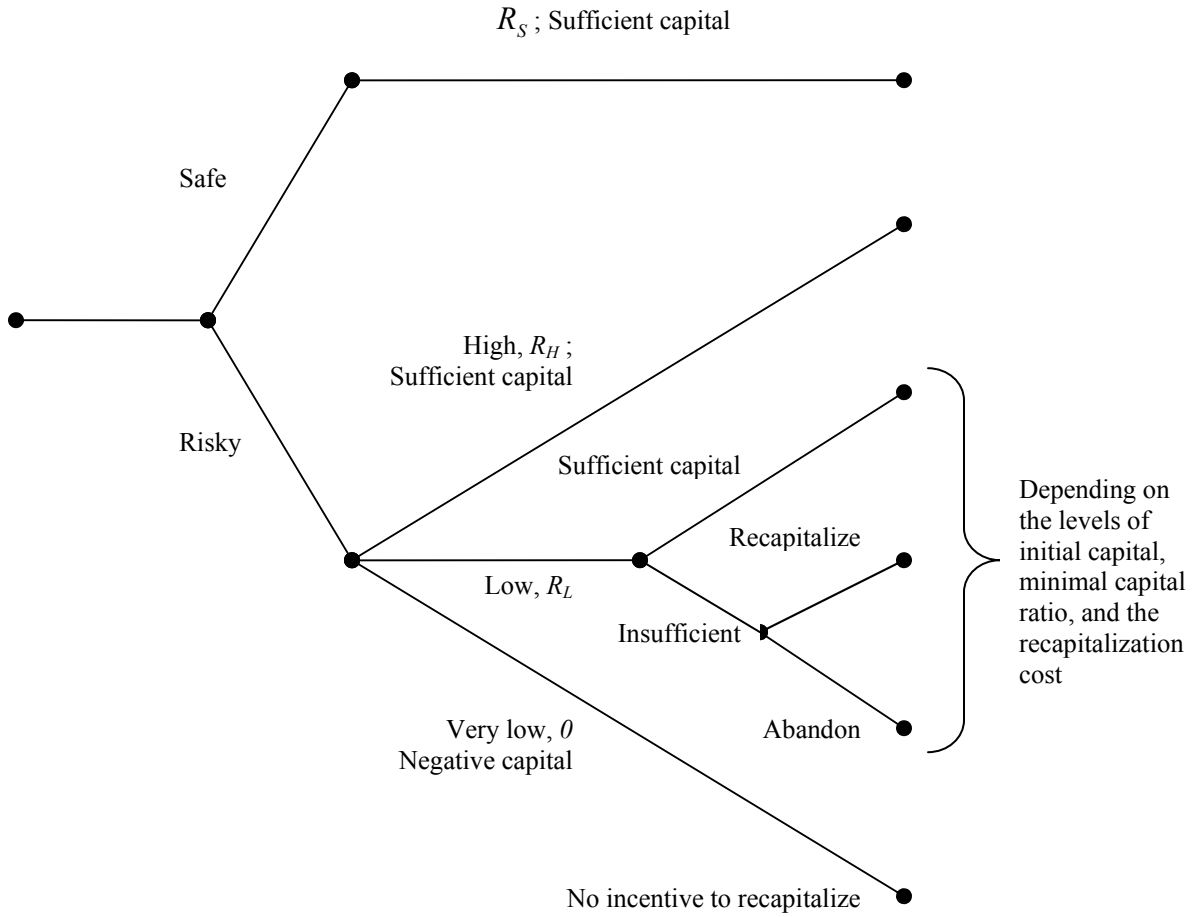 R_S ; Sufficient capital
Safe
High, R_H ;
Sufficient capital
Risky
Sufficient capital
Recapitalize
Low, R_L
Insufficient
Depending on
the levels of
initial capital,
minimal capital
ratio, and the
recapitalization
cost
Very low, 0
Negative capital
Abandon
No incentive to recapitalize